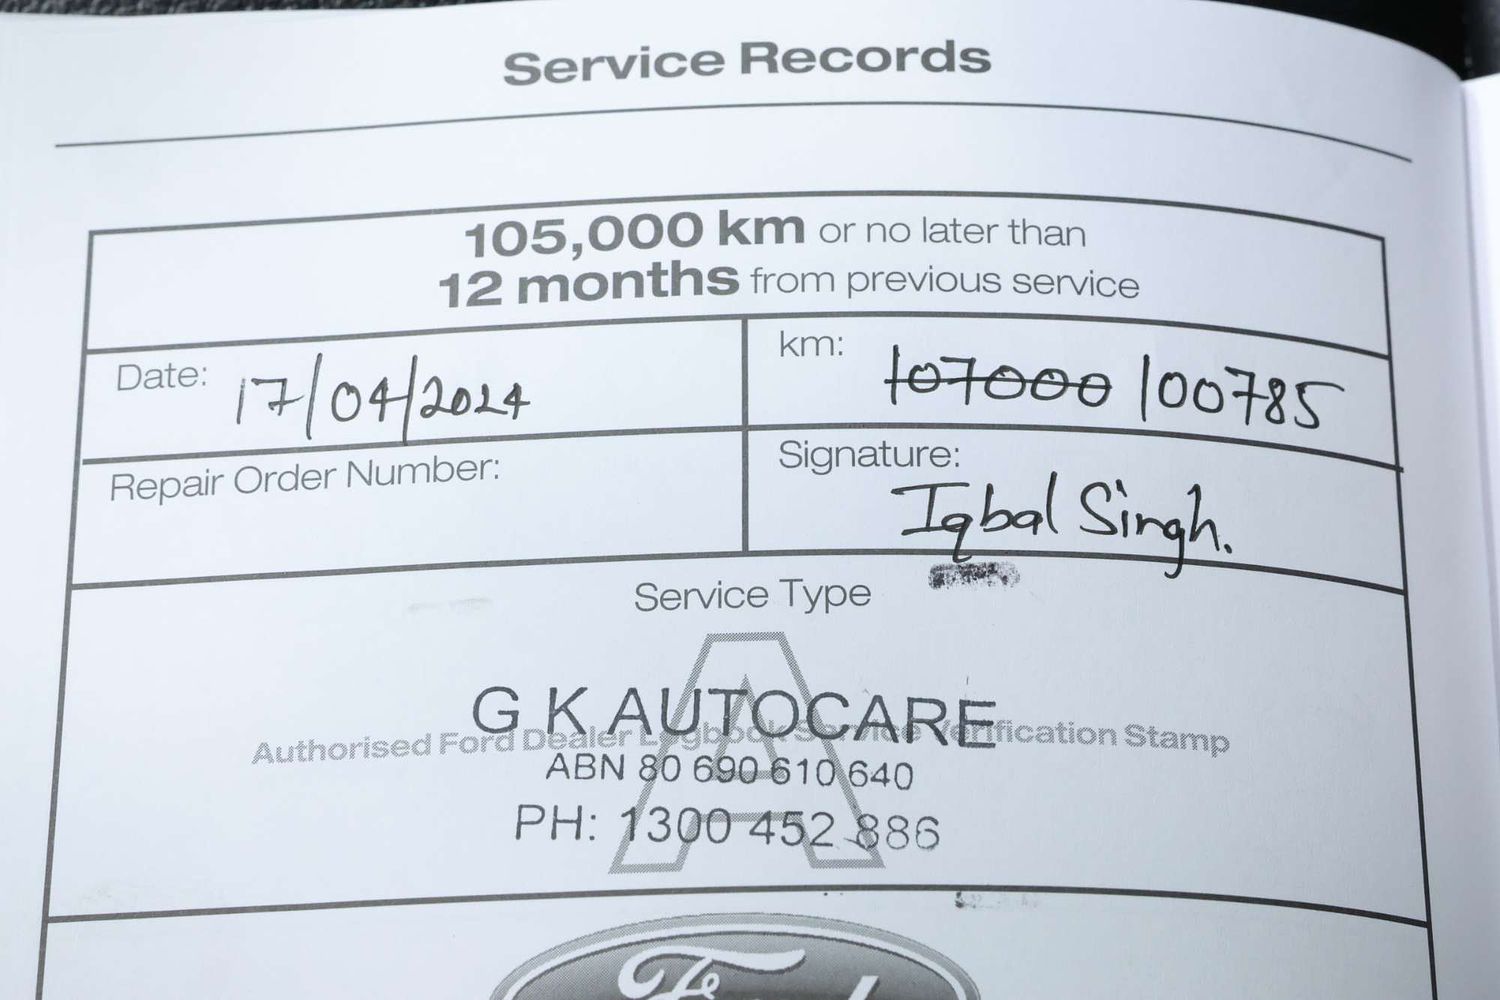 Service Records
105,000 km or no later than
12 months from previous service
Date: 17/04/2024
km: 107000 100785
Repair Order Number:
Signature: Iqbal Singh.
Service Type
A
G K AUTOCARE
Authorised Ford Dealer Logbook Service Verification Stamp
ABN 80 690 610 640
PH: 1300 452 886
Ford